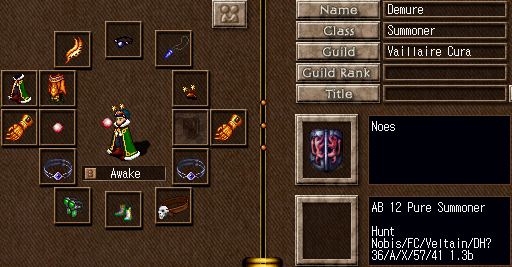 Name Demure
Class Summoner
Guild Vaillaire Cura
Guild Rank
Title
Noes
Awake
AB 12 Pure Summoner
Hunt
Nobis/FC/Veltain/DH?
36/A/X/57/41 1.3b